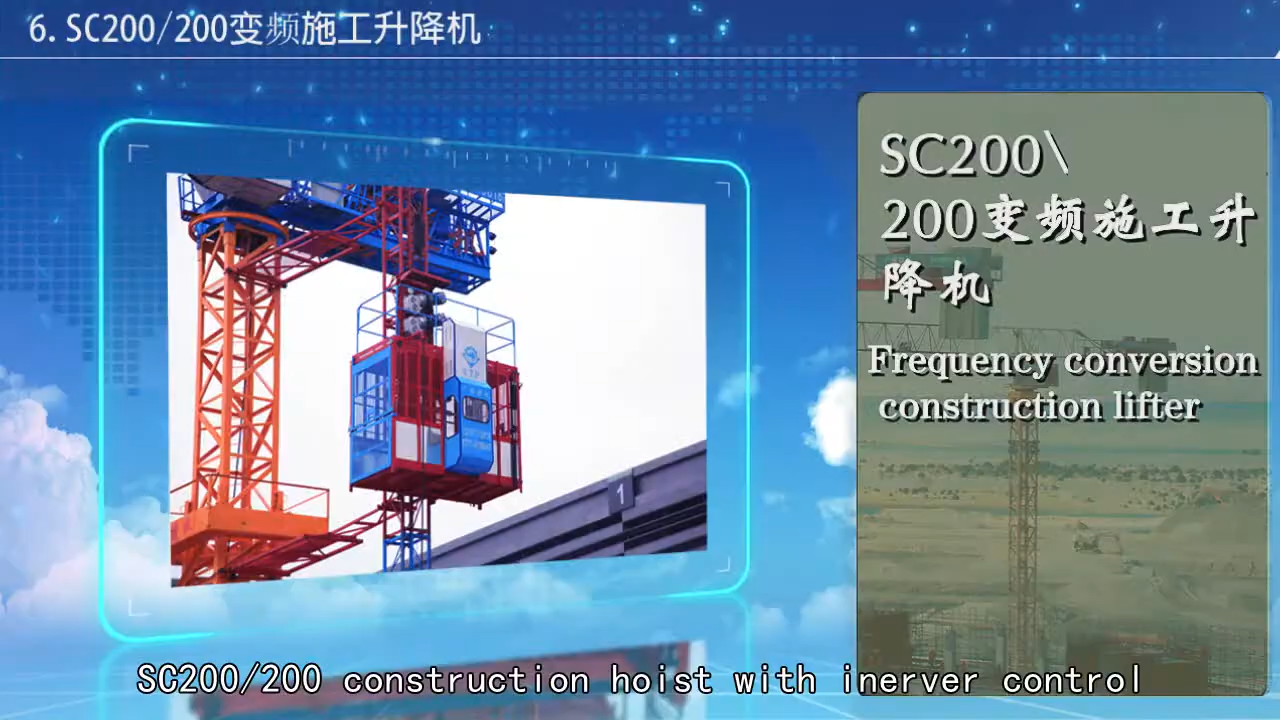 6. SC200/200变频施工升降机
SC200\
200变频施工升
降机
Frequency conversion
construction lifter
1
SC200/200 construction hoist with inerver control